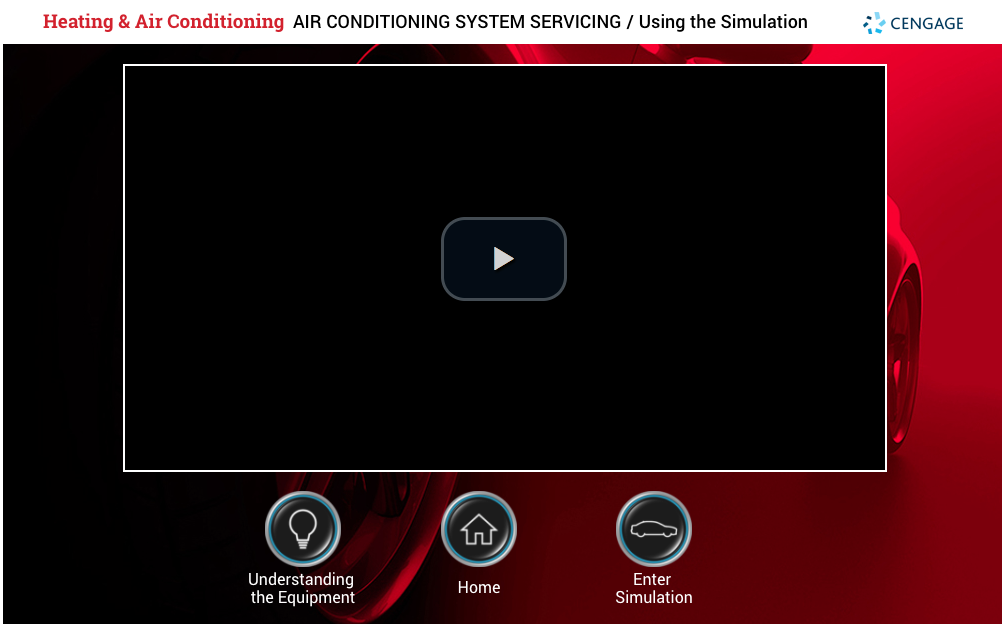 Heating & Air Conditioning AIR CONDITIONING SYSTEM SERVICING / Using the Simulation
CENGAGE
Understanding
the Equipment
Home
Enter
Simulation